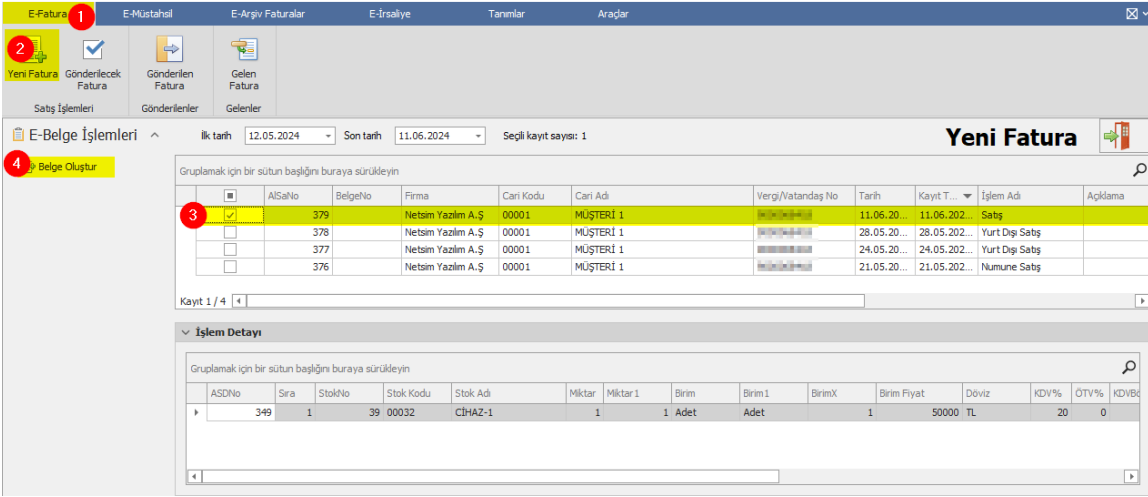 E-Fatura E-Müstahsil E-Arşiv Faturalar E-İrsaliye Tanımlar Araçlar
1
2
Yeni Fatura Gönderilecek Fatura Gönderilen Fatura Gelen Fatura
Satış İşlemleri Gönderilenler Gelenler
E-Belge İşlemleri İlk tarih 12.05.2024 Son tarih 11.06.2024 Seçili kayıt sayısı: 1 Yeni Fatura
4 Belge Oluştur
Gruplamak için bir sütun başlığını buraya sürükleyin
AlSaNo BelgeNo Firma Cari Kodu Cari Adı Vergi/Vatandaş No Tarih Kayıt T... İşlem Adı Açıklama
3 379 Netsim Yazılım A.Ş 00001 MÜŞTERİ 1 11.06.20... 11.06.202... Satış
378 Netsim Yazılım A.Ş 00001 MÜŞTERİ 1 28.05.20... 28.05.202... Yurt Dışı Satış
377 Netsim Yazılım A.Ş 00001 MÜŞTERİ 1 24.05.20... 24.05.202... Yurt Dışı Satış
376 Netsim Yazılım A.Ş 00001 MÜŞTERİ 1 21.05.20... 21.05.202... Numune Satış
Kayıt 1 / 4
İşlem Detayı
Gruplamak için bir sütun başlığını buraya sürükleyin
ASDNo Sıra StokNo Stok Kodu Stok Adı Miktar Miktar1 Birim Birim1 BirimX Birim Fiyat Döviz KDV% ÖTV% KDVBö
349 1 39 00032 CİHAZ-1 1 1 Adet Adet 1 50000 TL 20 0